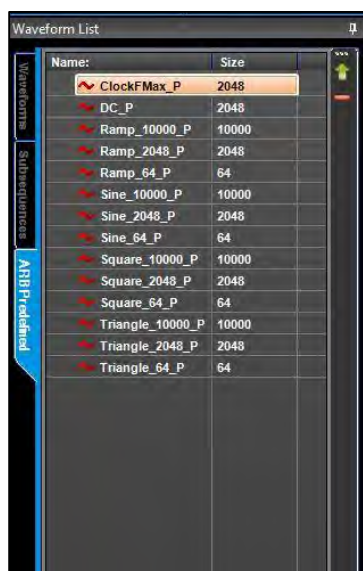 Waveform List
Waveforms
Subsequences
ARB Predefined
Name: Size
ClockFMax_P 2048
DC_P 2048
Ramp_10000_P 10000
Ramp_2048_P 2048
Ramp_64_P 64
Sine_10000_P 10000
Sine_2048_P 2048
Sine_64_P 64
Square_10000_P 10000
Square_2048_P 2048
Square_64_P 64
Triangle_10000_P 10000
Triangle_2048_P 2048
Triangle_64_P 64